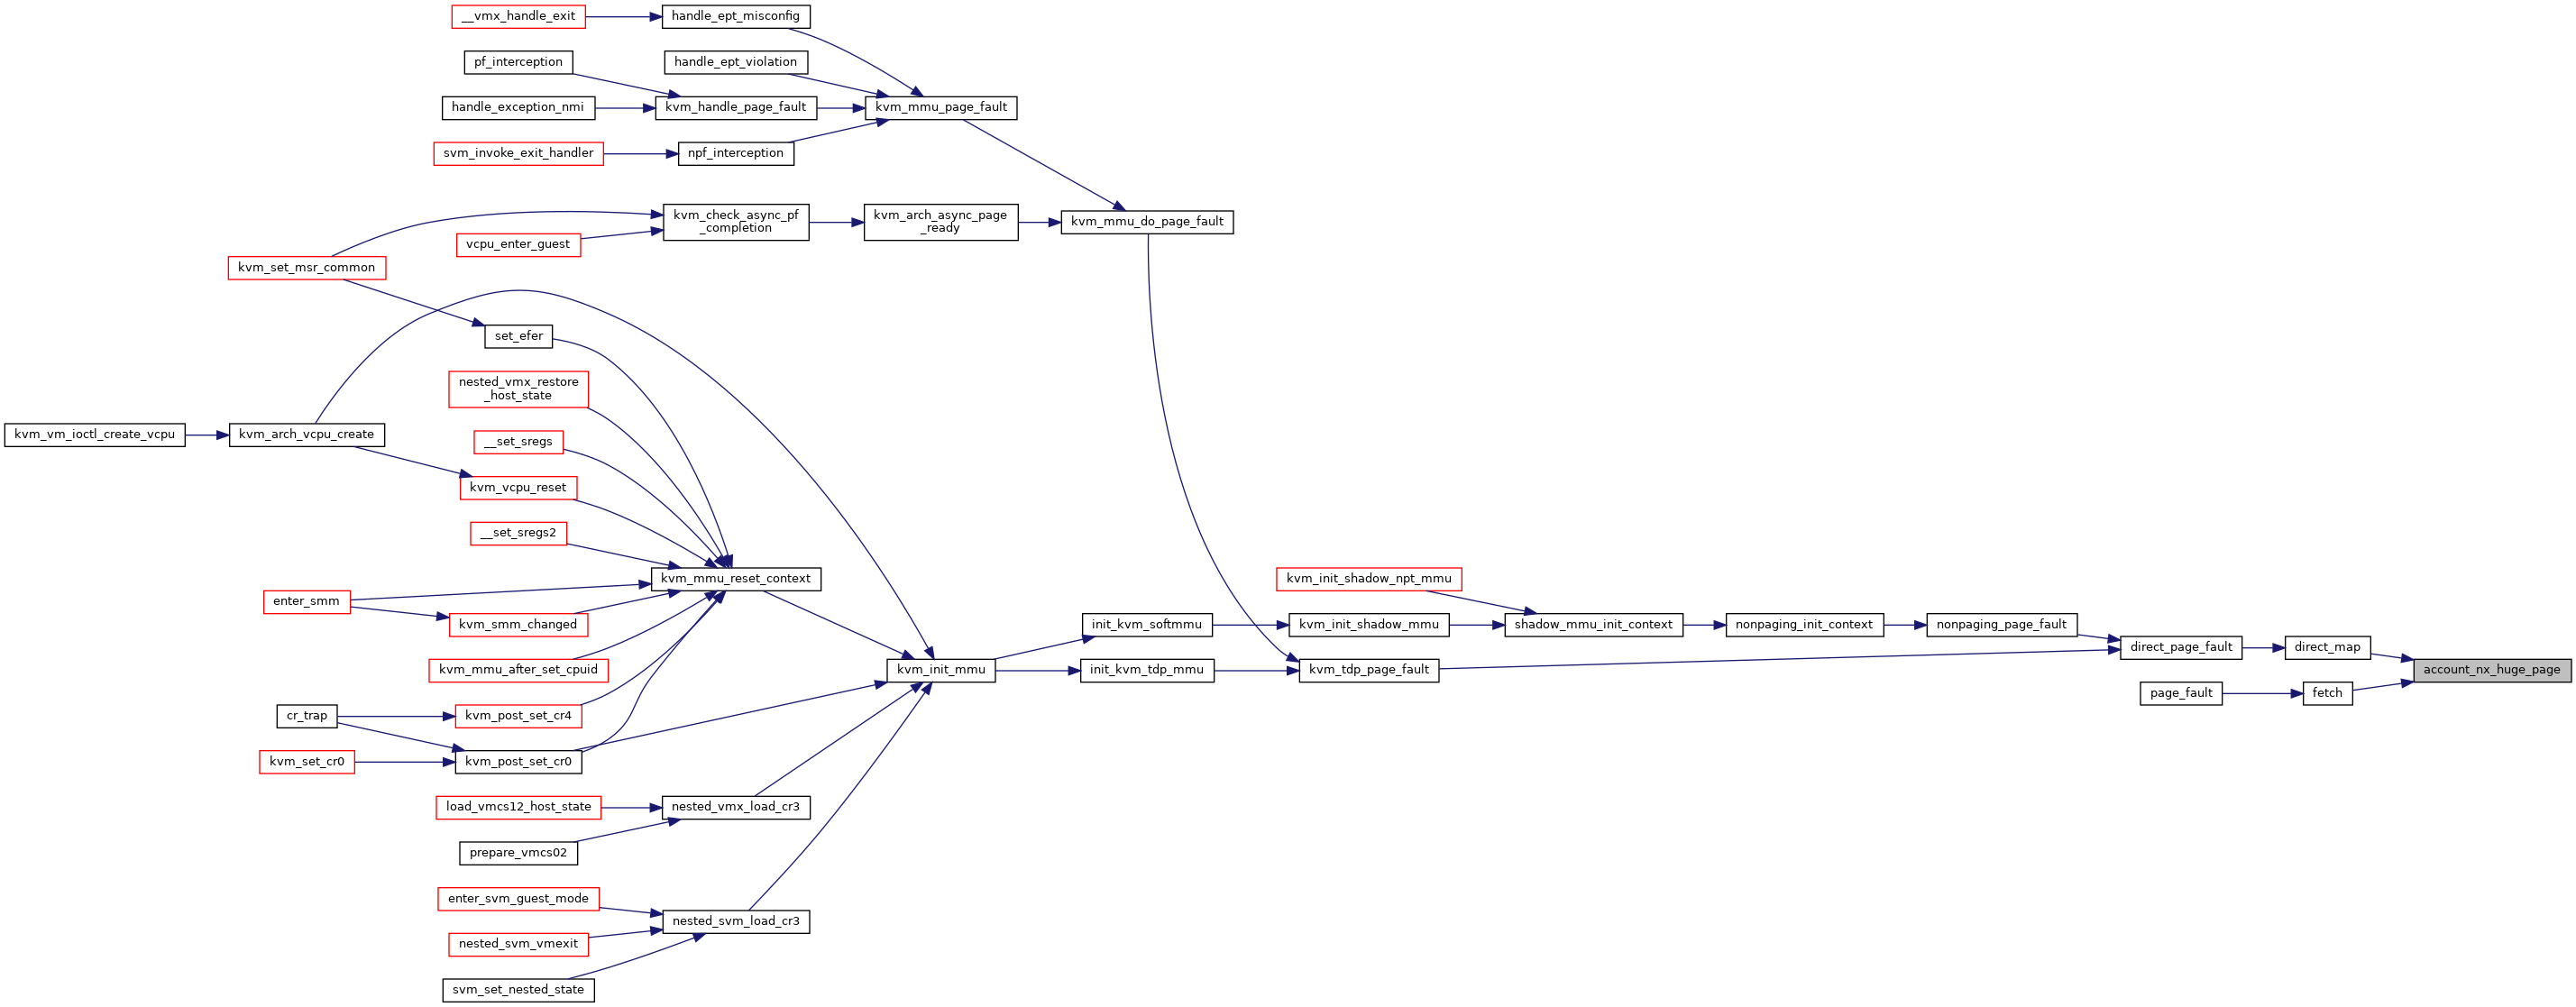 __vmx_handle_exit
handle_ept_misconfig
pf_interception
handle_ept_violation
handle_exception_nmi
kvm_handle_page_fault
kvm_mmu_page_fault
svm_invoke_exit_handler
npf_interception
kvm_check_async_pf
_completion
kvm_arch_async_page
_ready
kvm_mmu_do_page_fault
vcpu_enter_guest
kvm_set_msr_common
set_efer
nested_vmx_restore
_host_state
kvm_vm_ioctl_create_vcpu
kvm_arch_vcpu_create
__set_sregs
kvm_vcpu_reset
__set_sregs2
kvm_mmu_reset_context
kvm_init_shadow_npt_mmu
enter_smm
kvm_smm_changed
init_kvm_softmmu
kvm_init_shadow_mmu
shadow_mmu_init_context
nonpaging_init_context
nonpaging_page_fault
direct_page_fault
direct_map
kvm_mmu_after_set_cpuid
kvm_init_mmu
init_kvm_tdp_mmu
kvm_tdp_page_fault
account_nx_huge_page
page_fault
fetch
cr_trap
kvm_post_set_cr4
kvm_set_cr0
kvm_post_set_cr0
load_vmcs12_host_state
nested_vmx_load_cr3
prepare_vmcs02
enter_svm_guest_mode
nested_svm_load_cr3
nested_svm_vmexit
svm_set_nested_state